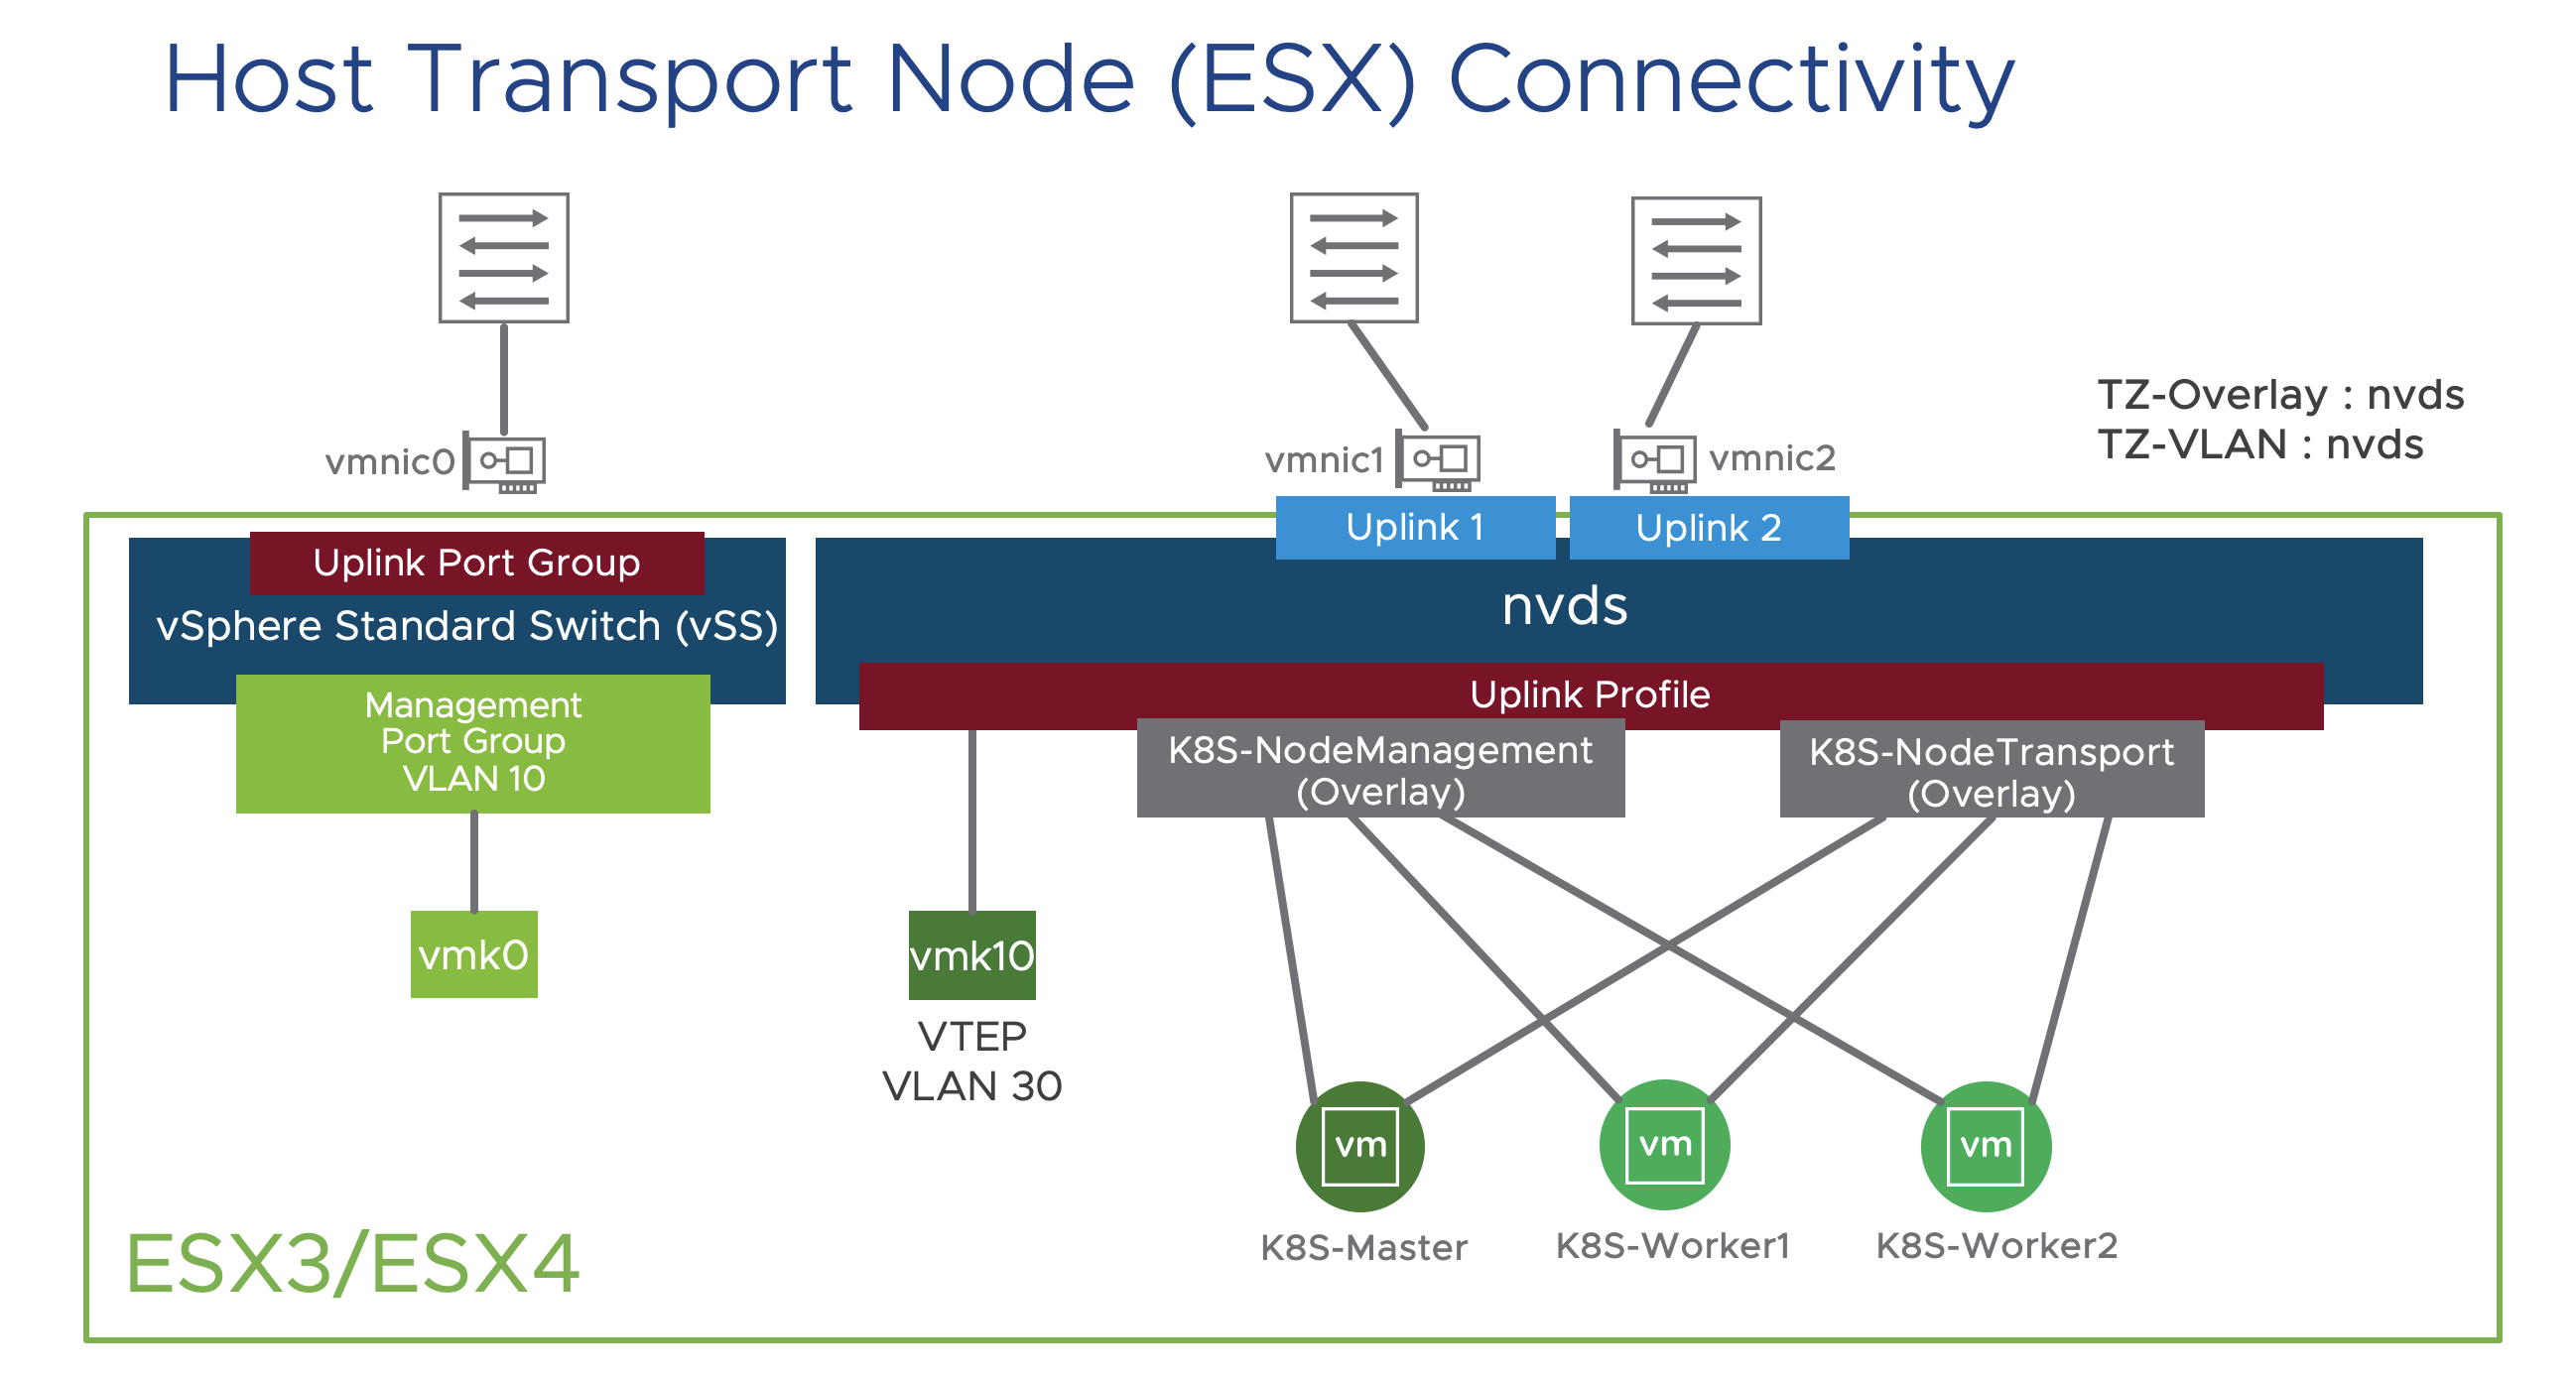 Host Transport Node (ESX) Connectivity
TZ-Overlay : nvds
TZ-VLAN : nvds
vmnic0
vmnic1
vmnic2
Uplink 1
Uplink 2
Uplink Port Group
vSphere Standard Switch (vSS)
nvds
Management
Port Group
VLAN 10
Uplink Profile
K8S-NodeManagement
(Overlay)
K8S-NodeTransport
(Overlay)
vmk0
vmk10
VTEP
VLAN 30
vm
vm
vm
K8S-Master
K8S-Worker1
K8S-Worker2
ESX3/ESX4